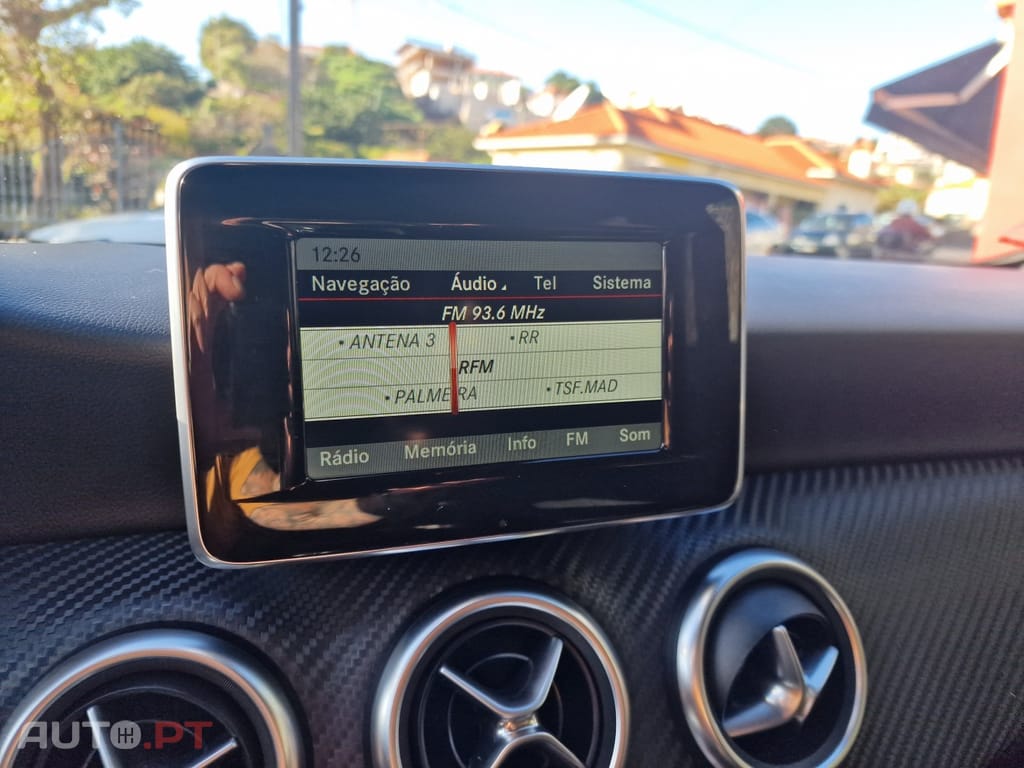 12:26
Navegação Áudio Tel Sistema
FM 93.6 MHz
• ANTENA 3 • RR
RFM
• PALMEIRA • TSF.MAD
Rádio Memória Info FM Som
AUTO.PT